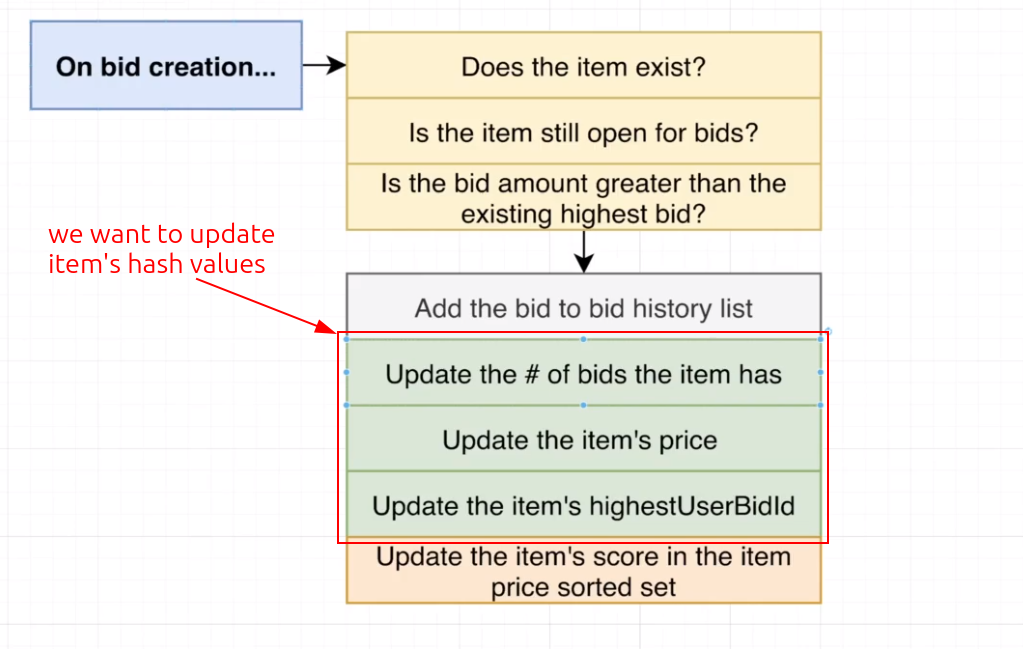 On bid creation...
Does the item exist?
Is the item still open for bids?
Is the bid amount greater than the
existing highest bid?
we want to update
item's hash values
Add the bid to bid history list
Update the # of bids the item has
Update the item's price
Update the item's highestUserBidId
Update the item's score in the item
price sorted set